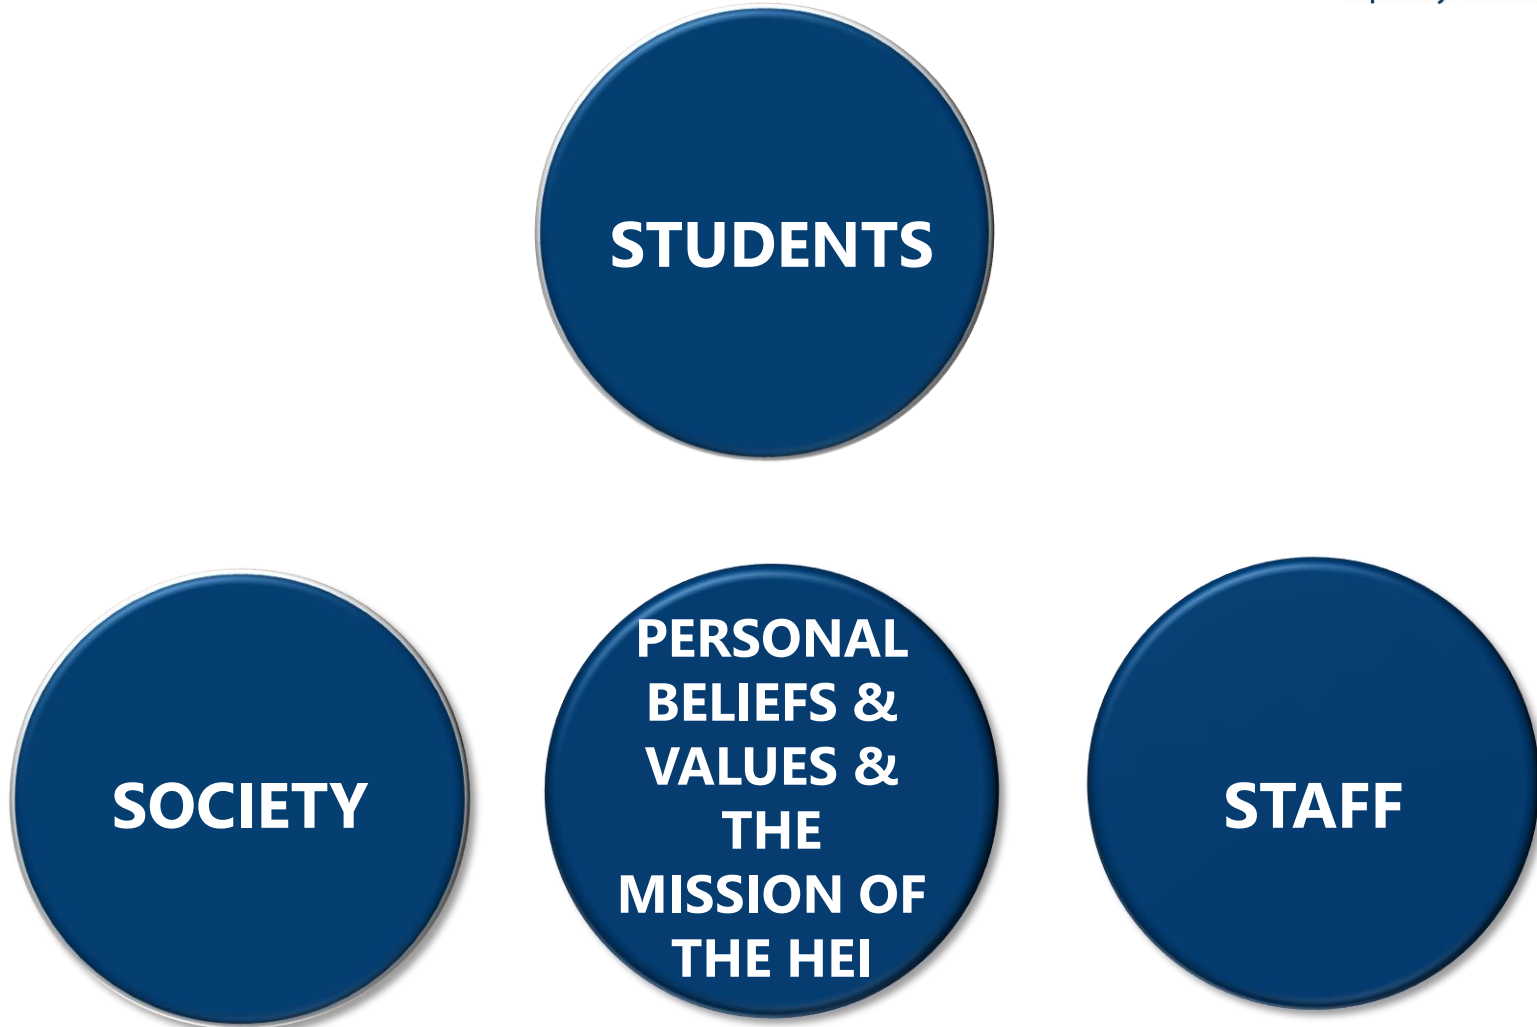 STUDENTS
PERSONAL
BELIEFS &
VALUES &
THE
MISSION OF
THE HEI
SOCIETY
STAFF